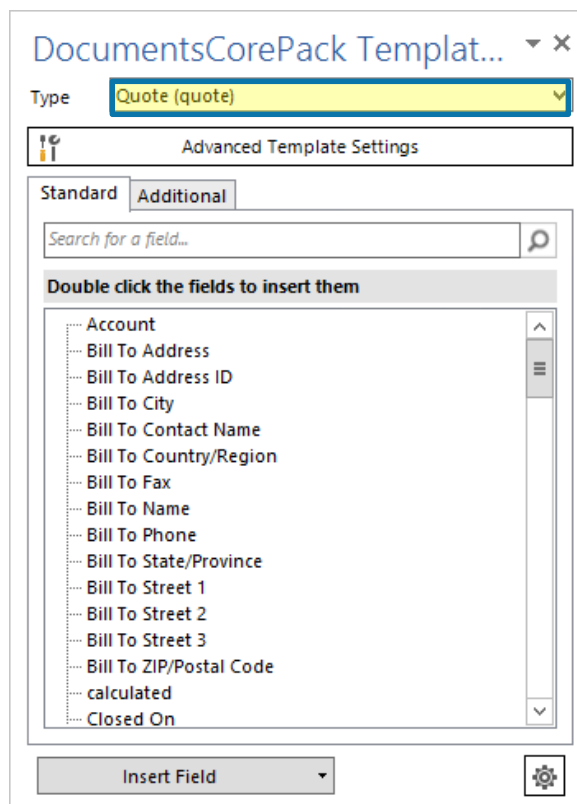 DocumentsCorePack Templat...
Type Quote (quote)
Advanced Template Settings
Standard Additional
Search for a field...
Double click the fields to insert them
Account
Bill To Address
Bill To Address ID
Bill To City
Bill To Contact Name
Bill To Country/Region
Bill To Fax
Bill To Name
Bill To Phone
Bill To State/Province
Bill To Street 1
Bill To Street 2
Bill To Street 3
Bill To ZIP/Postal Code
calculated
Closed On
Insert Field